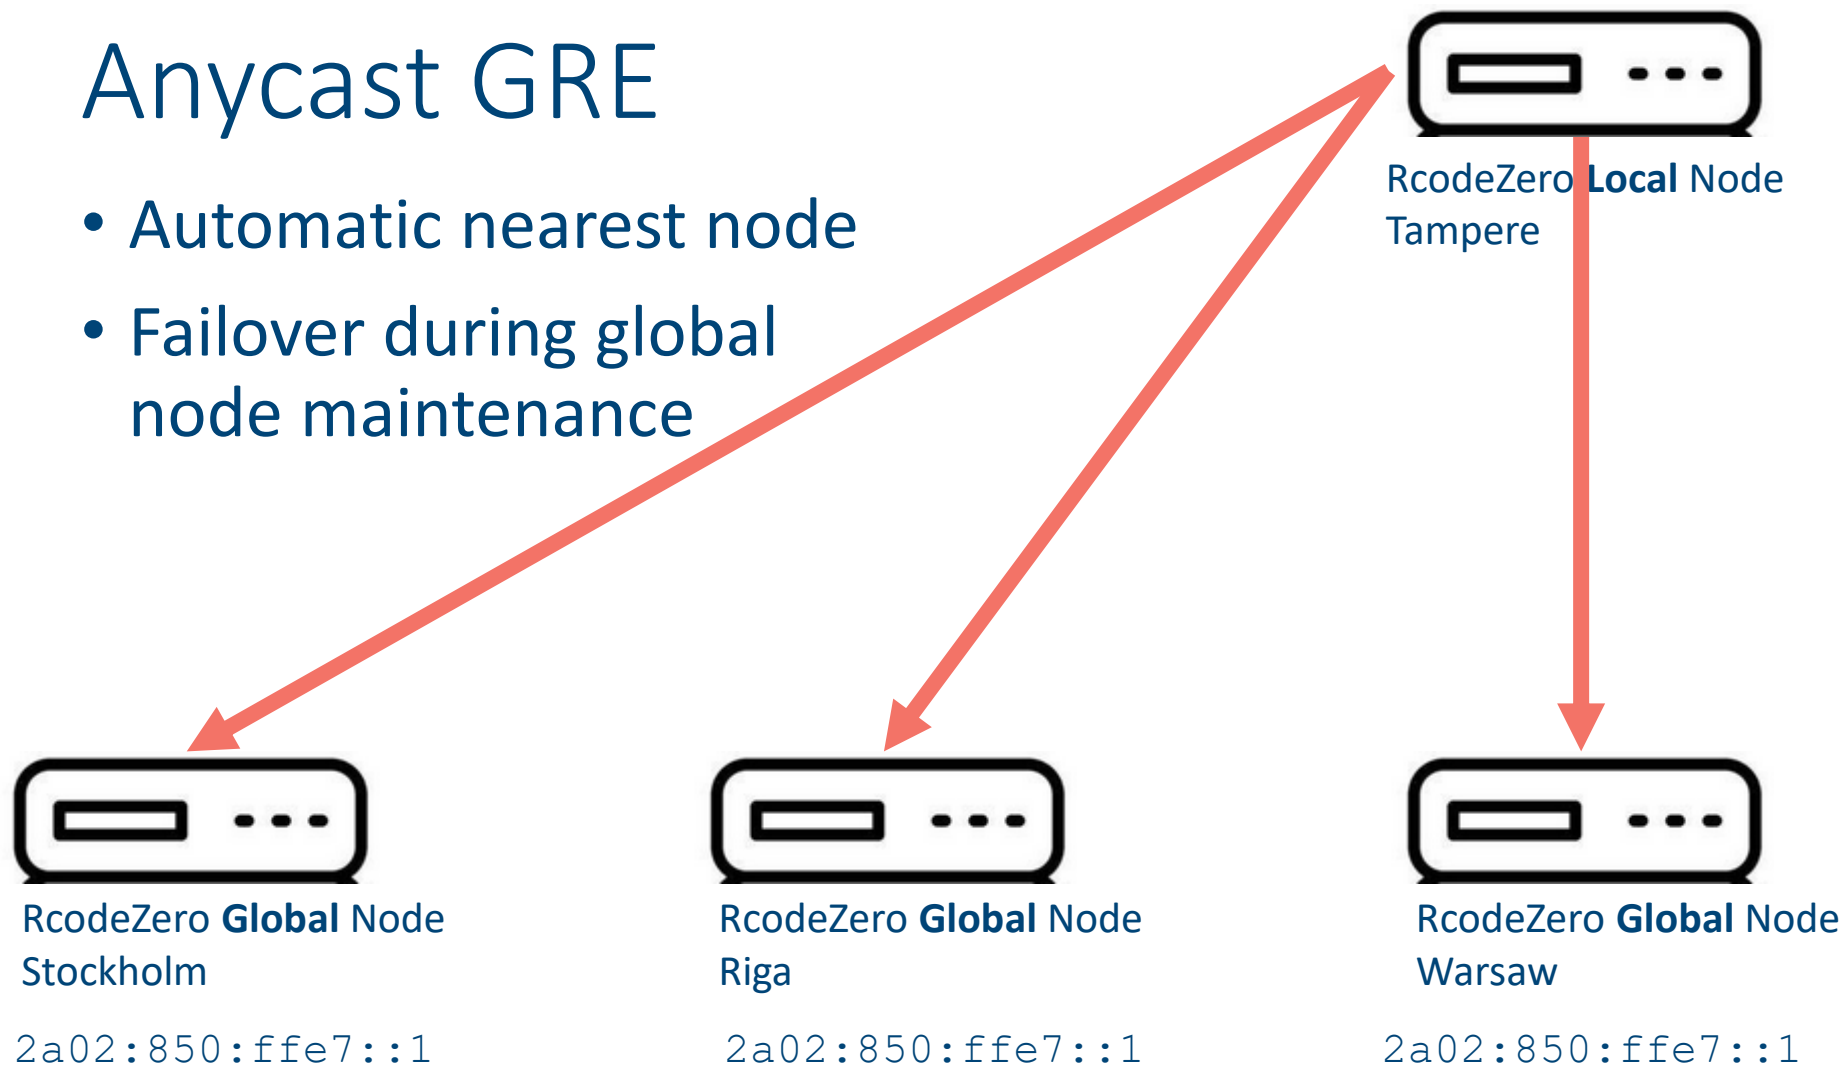 Anycast GRE
• Automatic nearest node
• Failover during global
node maintenance
RcodeZero Local Node
Tampere
RcodeZero Global Node
Stockholm
2a02:850:ffe7::1
RcodeZero Global Node
Riga
2a02:850:ffe7::1
RcodeZero Global Node
Warsaw
2a02:850:ffe7::1